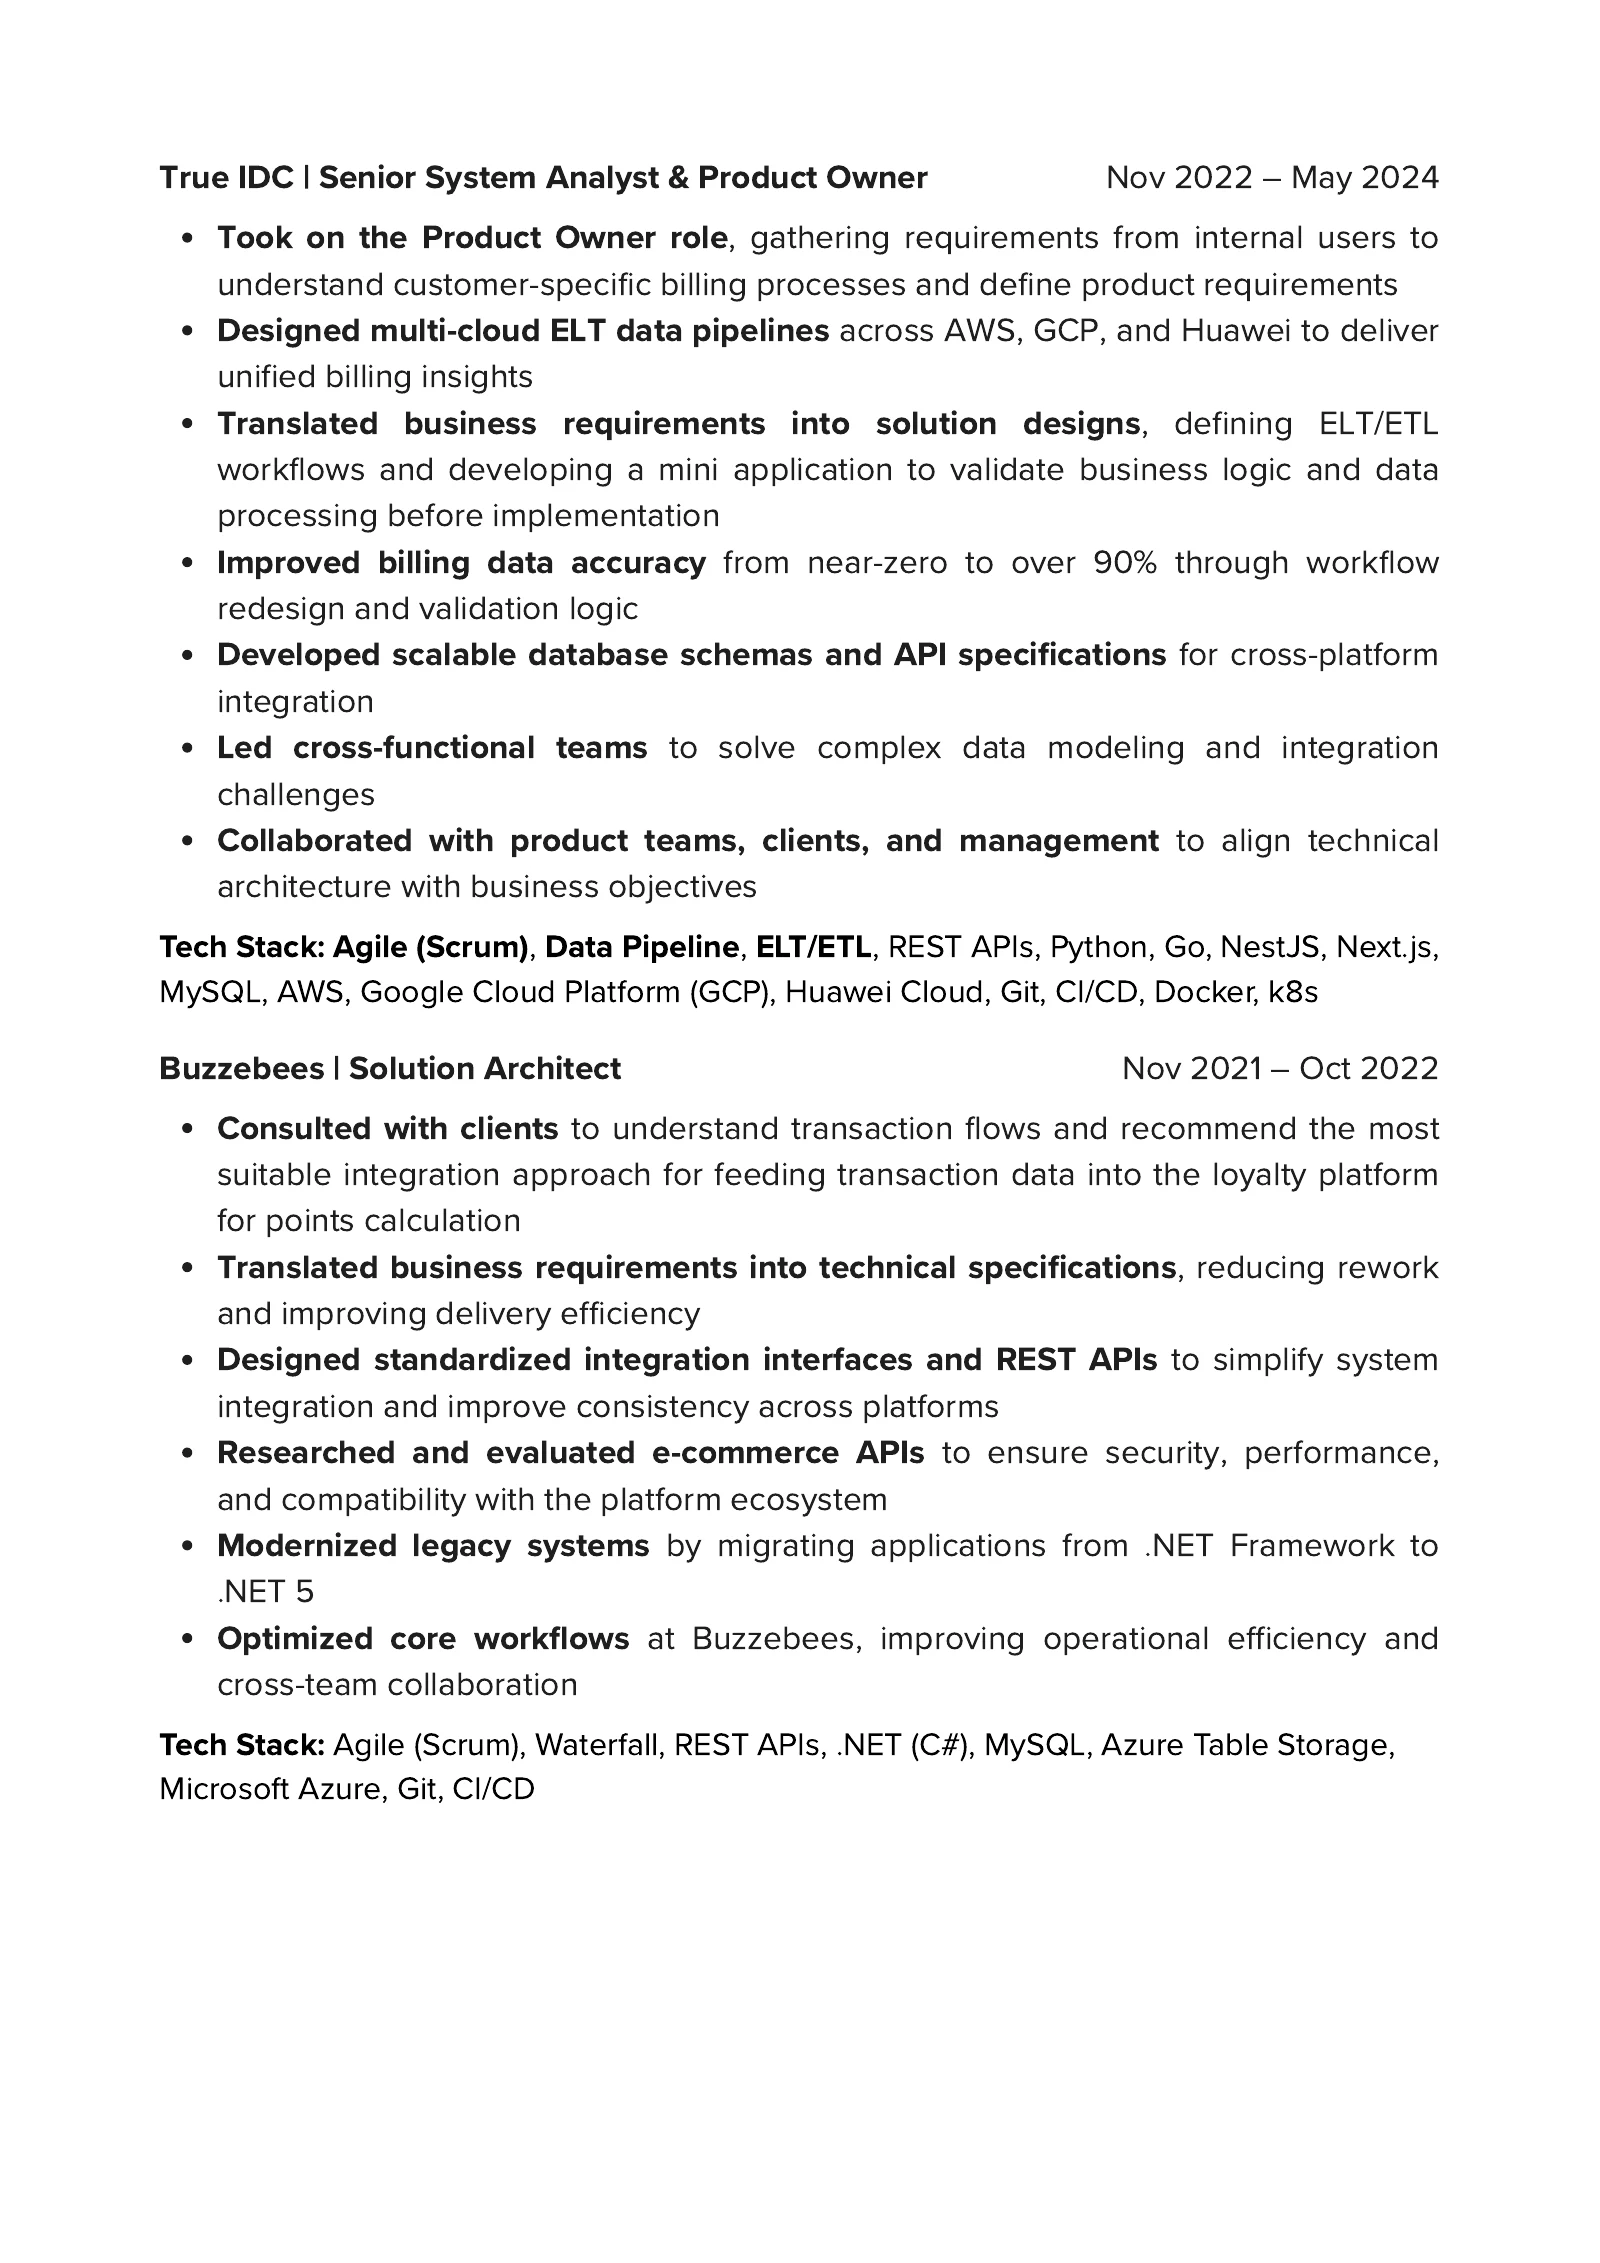 True IDC | Senior System Analyst & Product Owner Nov 2022 – May 2024
• Took on the Product Owner role, gathering requirements from internal users to
understand customer-specific billing processes and define product requirements
• Designed multi-cloud ELT data pipelines across AWS, GCP, and Huawei to deliver
unified billing insights
• Translated business requirements into solution designs, defining ELT/ETL
workflows and developing a mini application to validate business logic and data
processing before implementation
• Improved billing data accuracy from near-zero to over 90% through workflow
redesign and validation logic
• Developed scalable database schemas and API specifications for cross-platform
integration
• Led cross-functional teams to solve complex data modeling and integration
challenges
• Collaborated with product teams, clients, and management to align technical
architecture with business objectives
Tech Stack: Agile (Scrum), Data Pipeline, ELT/ETL, REST APIs, Python, Go, NestJS, Next.js,
MySQL, AWS, Google Cloud Platform (GCP), Huawei Cloud, Git, CI/CD, Docker, k8s
Buzzebees | Solution Architect Nov 2021 – Oct 2022
• Consulted with clients to understand transaction flows and recommend the most
suitable integration approach for feeding transaction data into the loyalty platform
for points calculation
• Translated business requirements into technical specifications, reducing rework
and improving delivery efficiency
• Designed standardized integration interfaces and REST APIs to simplify system
integration and improve consistency across platforms
• Researched and evaluated e-commerce APIs to ensure security, performance,
and compatibility with the platform ecosystem
• Modernized legacy systems by migrating applications from .NET Framework to
.NET 5
• Optimized core workflows at Buzzebees, improving operational efficiency and
cross-team collaboration
Tech Stack: Agile (Scrum), Waterfall, REST APIs, .NET (C#), MySQL, Azure Table Storage,
Microsoft Azure, Git, CI/CD